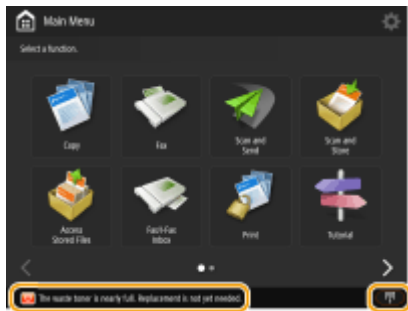 Main Menu
Select a function.
Copy
Fax
Scan and
Send
Scan and
Store
Access
Stored Files
Fax/I-Fax
Inbox
Print
Tutorial
The waste toner is nearly full. Replacement is not yet needed.